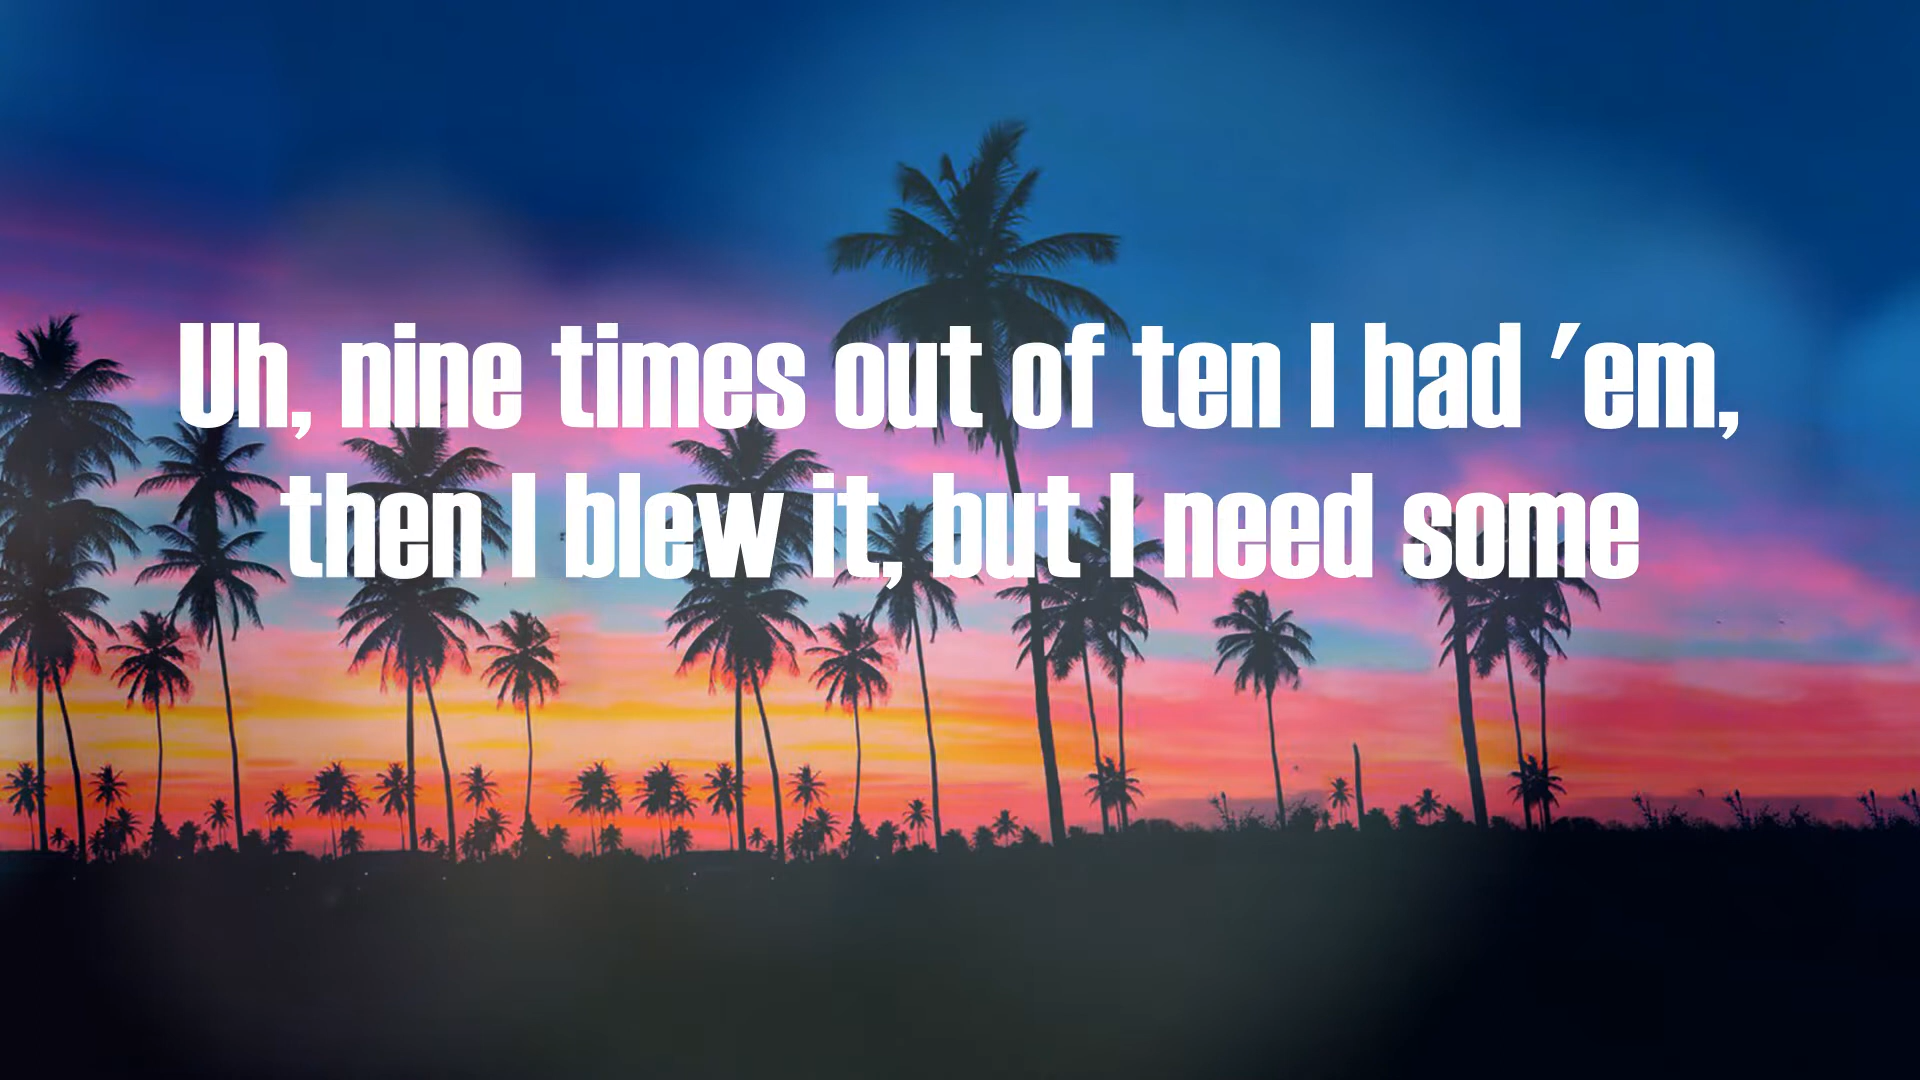 Uh, nine times out of ten I had 'em,
then I blew it, but I need some